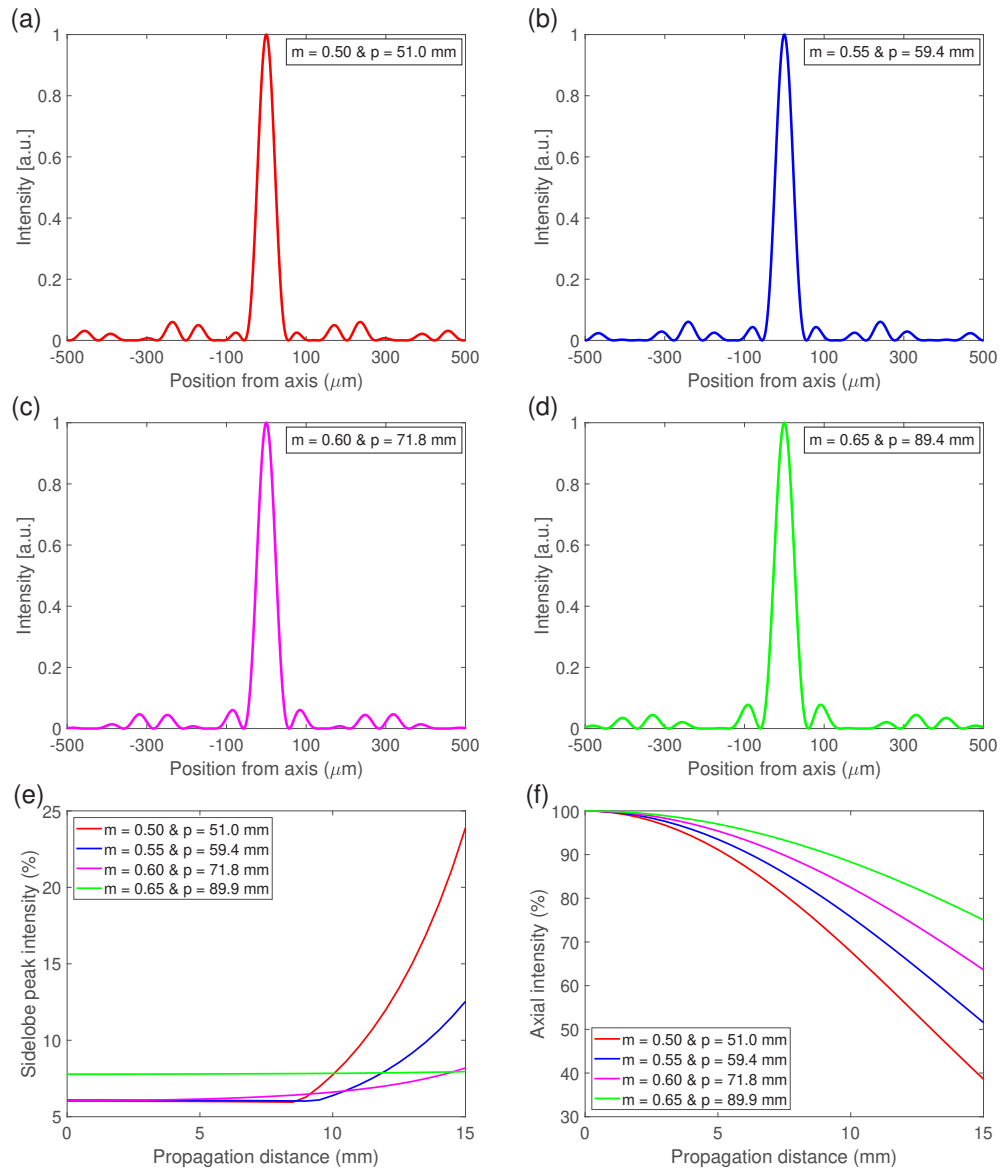 (a)
m = 0.50 & p = 51.0 mm
1
0.8
0.6
0.4
0.2
0
Intensity [a.u.]
-500 -300 -100 100 300 500
Position from axis (μm)
(b)
m = 0.55 & p = 59.4 mm
1
0.8
0.6
0.4
0.2
0
Intensity [a.u.]
-500 -300 -100 100 300 500
Position from axis (μm)
(c)
m = 0.60 & p = 71.8 mm
1
0.8
0.6
0.4
0.2
0
Intensity [a.u.]
-500 -300 -100 100 300 500
Position from axis (μm)
(d)
m = 0.65 & p = 89.4 mm
1
0.8
0.6
0.4
0.2
0
Intensity [a.u.]
-500 -300 -100 100 300 500
Position from axis (μm)
(e)
m = 0.50 & p = 51.0 mm
m = 0.55 & p = 59.4 mm
m = 0.60 & p = 71.8 mm
m = 0.65 & p = 89.9 mm
25
20
15
10
5
Sidelobe peak intensity (%)
0 5 10 15
Propagation distance (mm)
(f)
100
90
80
70
60
50
40
30
Axial intensity (%)
m = 0.50 & p = 51.0 mm
m = 0.55 & p = 59.4 mm
m = 0.60 & p = 71.8 mm
m = 0.65 & p = 89.9 mm
0 5 10 15
Propagation distance (mm)